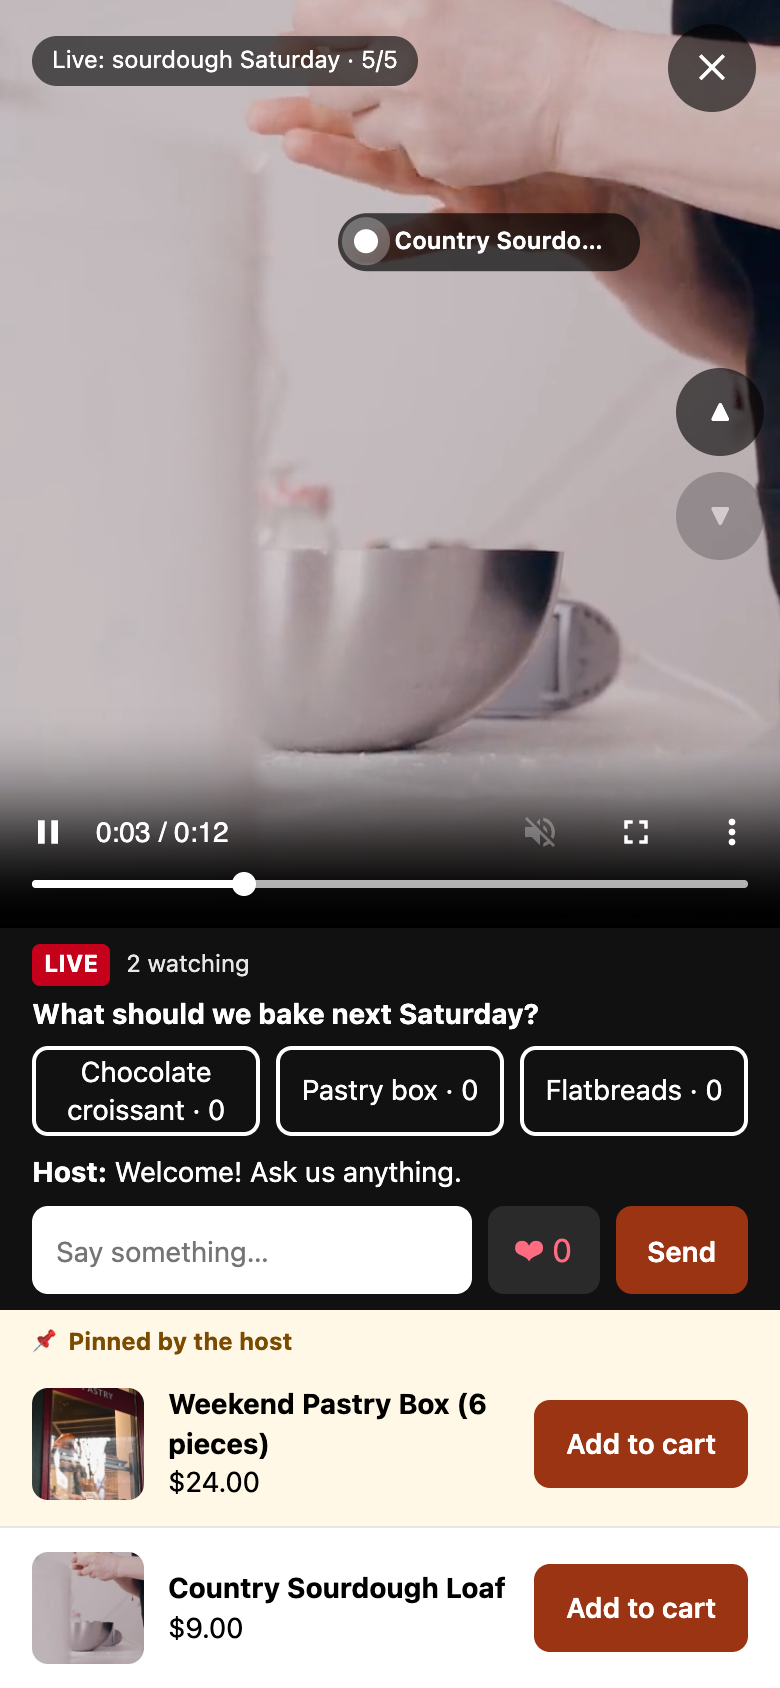 Live: sourdough Saturday · 5/5
Country Sourdo...
0:03 / 0:12
LIVE 2 watching
What should we bake next Saturday?
Chocolate
croissant · 0
Pastry box · 0
Flatbreads · 0
Host: Welcome! Ask us anything.
Say something...
❤ 0
Send
📌 Pinned by the host
PASTRY
Weekend Pastry Box (6
pieces)
$24.00
Add to cart
Country Sourdough Loaf
$9.00
Add to cart